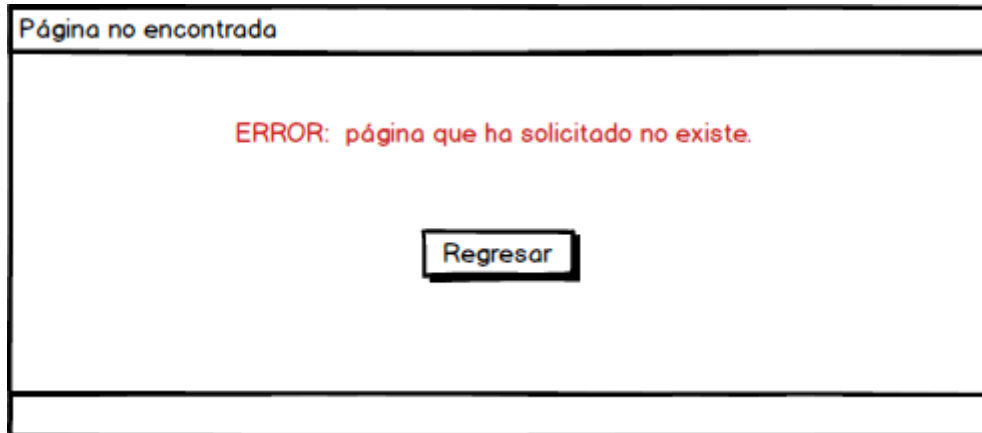 Página no encontrada
ERROR: página que ha solicitado no existe.
Regresar